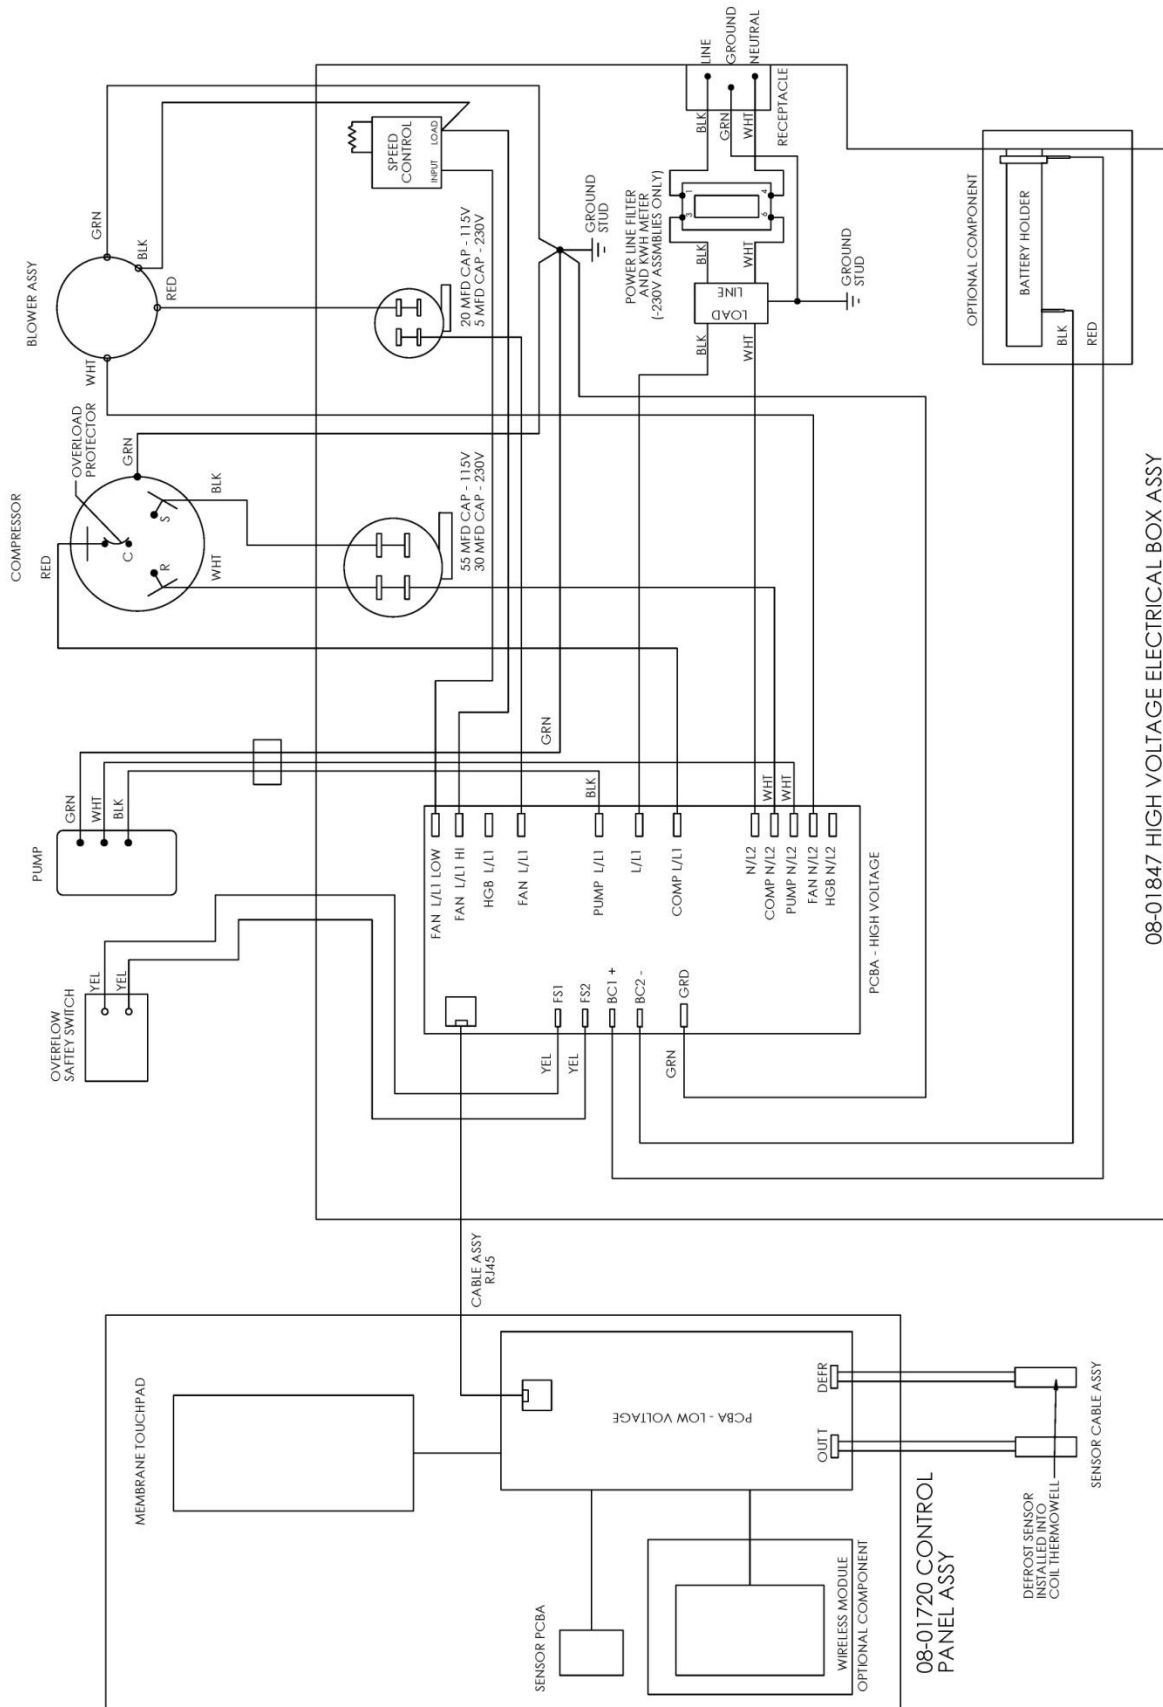 MEMBRANE TOUCHPAD
SENSOR PCBA
WIRELESS MODULE
OPTIONAL COMPONENT
08-01720 CONTROL
PANEL ASSY
PCBA - LOW VOLTAGE
OUT T
DEFR
DEFROST SENSOR
INSTALLED INTO
COIL THERMOWELL
SENSOR CABLE ASSY
CABLE ASSY
RJ45
OVERFLOW
SAFTEY SWITCH
YEL
YEL
PUMP
GRN
WHT
BLK
COMPRESSOR
RED
OVERLOAD
PROTECTOR
C
R
S
GRN
WHT
BLK
55 MFD CAP - 115V
30 MFD CAP - 230V
BLOWER ASSY
WHT
GRN
BLK
RED
20 MFD CAP - 115V
5 MFD CAP - 230V
SPEED
CONTROL
INPUT
LOAD
GROUND
STUD
GRN
BLK
WHT
WHT
YEL
YEL
GRN
FS1
FS2
BC1 +
BC2 -
GRD
FAN L/L1 LOW
FAN L/L1 HI
HGB L/L1
FAN L/L1
PUMP L/L1
L/L1
COMP L/L1
N/L2
COMP N/L2
PUMP N/L2
FAN N/L2
HGB N/L2
PCBA - HIGH VOLTAGE
POWER LINE FILTER
AND KWH METER
(-230V ASSMBLIES ONLY)
BLK
WHT
LOAD
LINE
BLK
WHT
3
1
6
4
GROUND
STUD
BLK
GRN
WHT
LINE
GROUND
NEUTRAL
RECEPTACLE
OPTIONAL COMPONENT
BATTERY HOLDER
BLK
RED
08-01847 HIGH VOLTAGE ELECTRICAL BOX ASSY